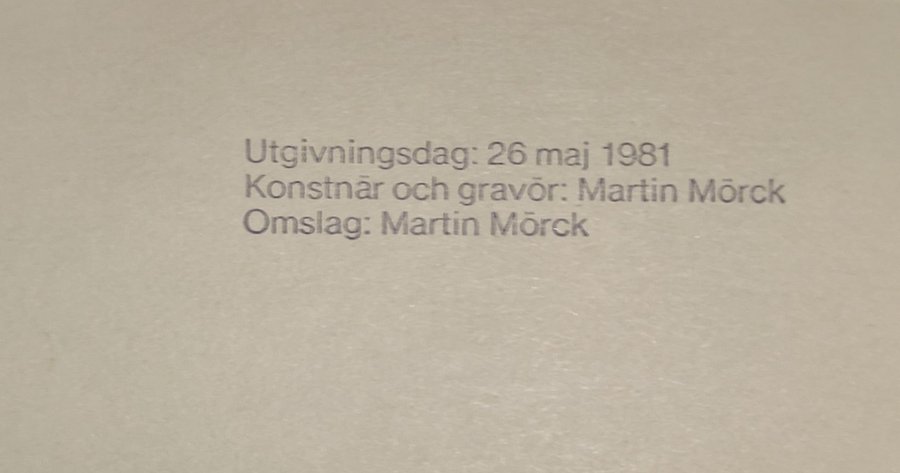 Utgivningsdag: 26 maj 1981
Konstnär och gravör: Martin Mörck
Omslag: Martin Mörck